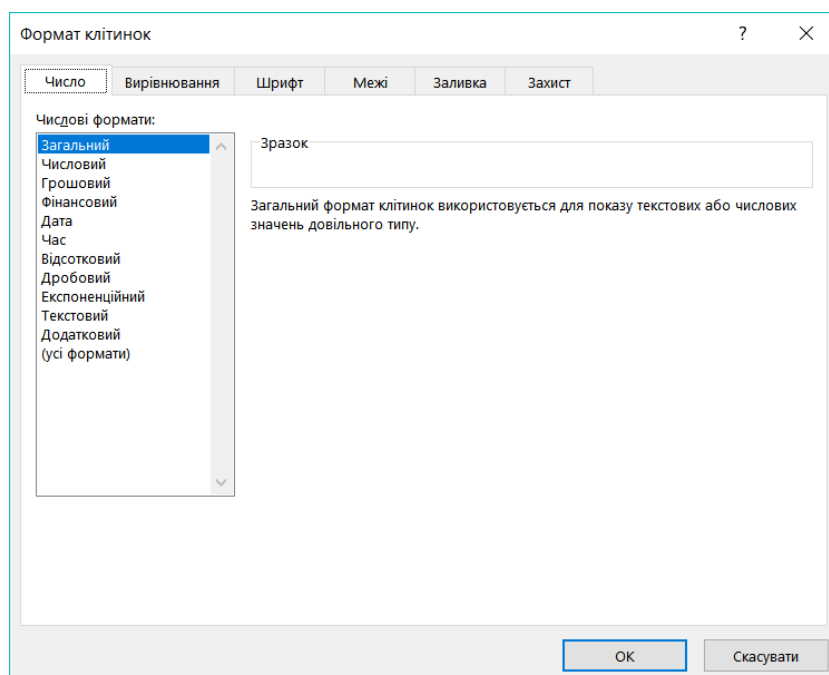 Формат клітинок
?
Число Вирівнювання Шрифт Межі Заливка Захист
Числові формати:
Загальний
Числовий
Грошовий
Фінансовий
Дата
Час
Відсотковий
Дробовий
Експоненційний
Текстовий
Додатковий
(усі формати)
Зразок
Загальний формат клітинок використовується для показу текстових або числових
значень довільного типу.
ОК Скасувати